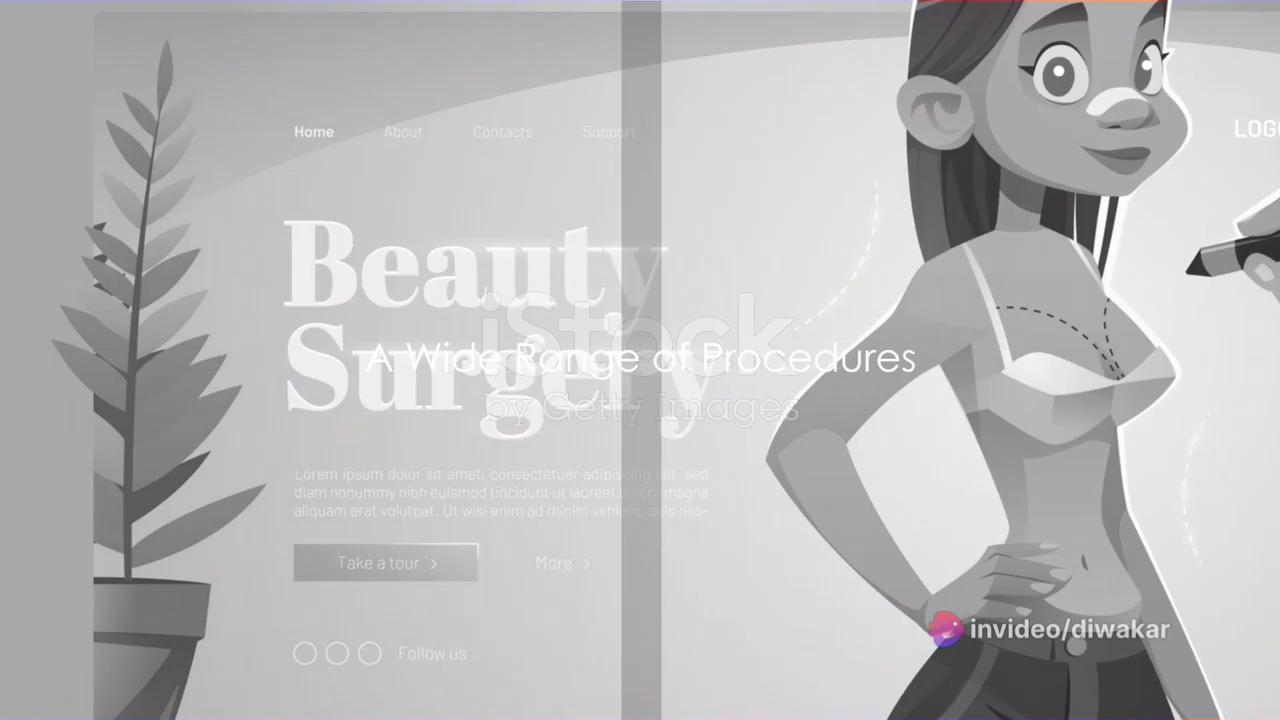 Home About Contacts Support
LOGO
Beauty
Surgery
iStock
A Wide Range of Procedures
by Getty Images
Lorem ipsum dolor sit amet, consectetuer adipiscing elit, sed
diam nonummy nibh euismod tincidunt ut laoreet dolore magna
aliquam erat volutpat. Ut wisi enim ad minim veniam, quis nos-
Take a tour >
More >
invideo/diwakar
Follow us